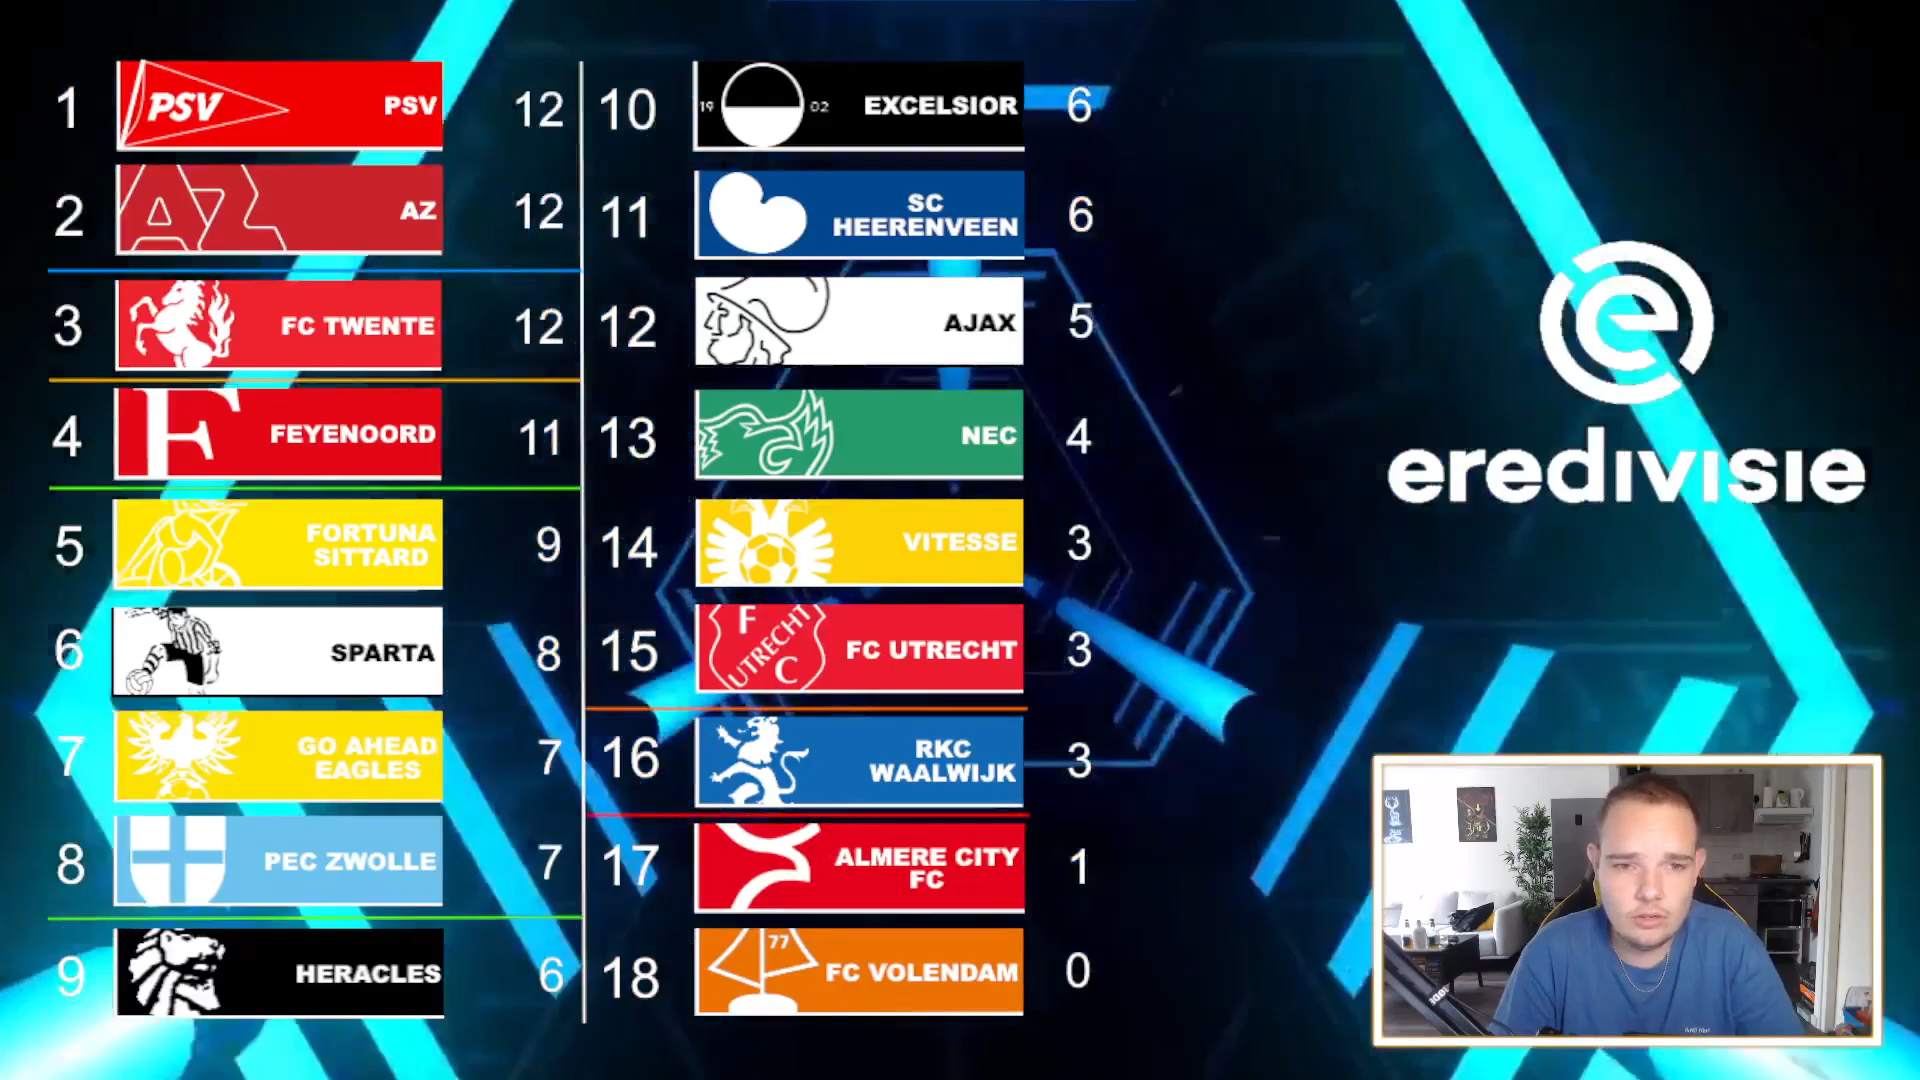 1 PSV PSV 12
2 AZ AZ 12
3 FC TWENTE 12
4 F FEYENOORD 11
5 FORTUNA SITTARD 9
6 SPARTA 8
7 GO AHEAD EAGLES 7
8 PEC ZWOLLE 7
9 HERACLES 6
10 19 02 EXCELSIOR 6
11 SC HEERENVEEN 6
12 AJAX 5
13 NEC 4
14 VITESSE 3
15 FC UTRECHT FC UTRECHT 3
16 RKC WAALWIJK 3
17 ALMERE CITY FC 1
18 77 FC VOLENDAM 0
e
eredivisie